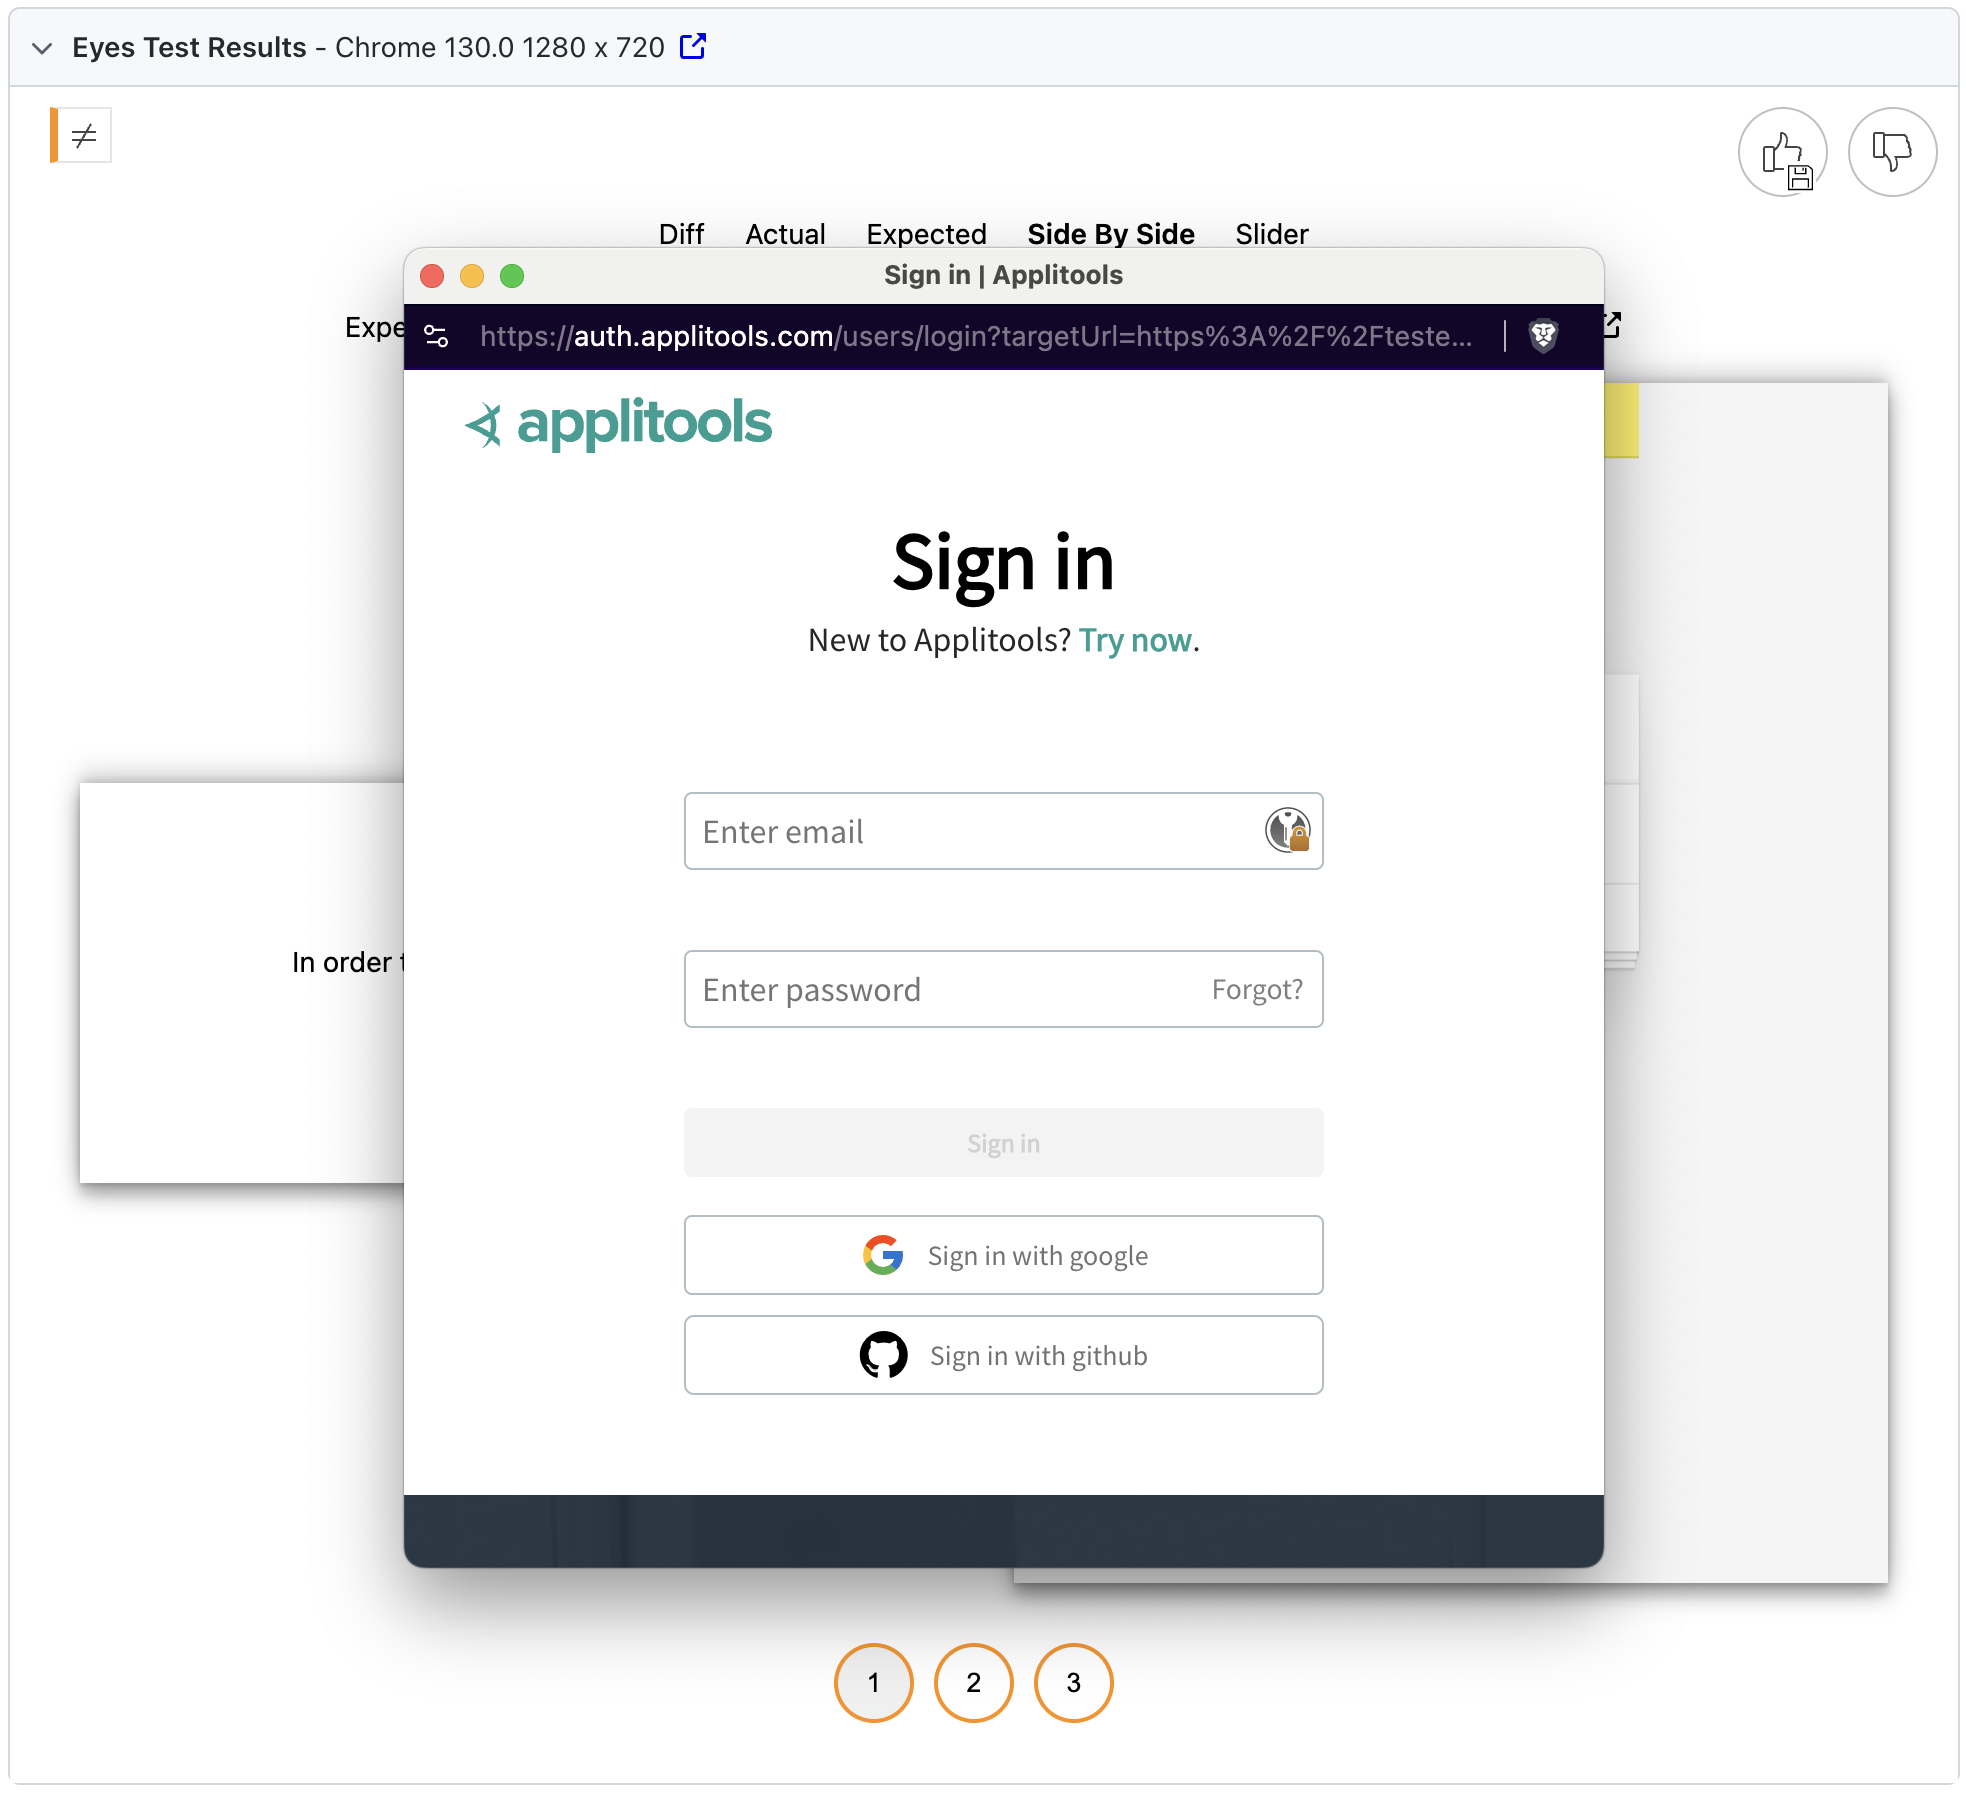 Eyes Test Results - Chrome 130.0 1280 x 720
Diff Actual Expected Side By Side Slider
Sign in | Applitools
https://auth.applitools.com/users/login?targetUrl=https%3A%2F%2Fteste...
applitools
Sign in
New to Applitools? Try now.
Enter email
In order
Enter password Forgot?
Sign in
Sign in with google
Sign in with github
1 2 3